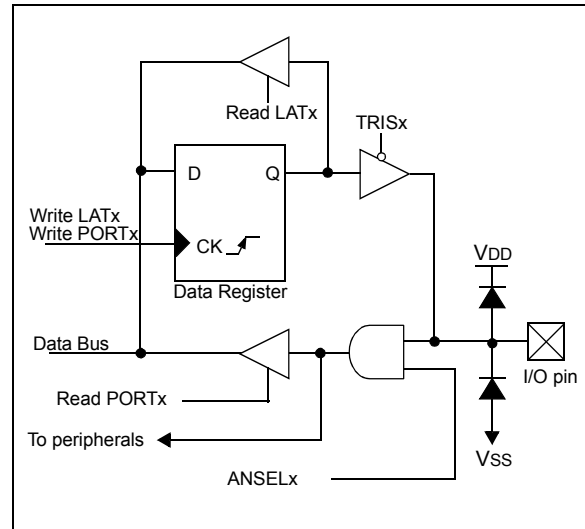 Read LATx
TRISx
D Q
Write LATx
Write PORTx
CK
VDD
Data Register
Data Bus
I/O pin
Read PORTx
To peripherals
VSS
ANSELx